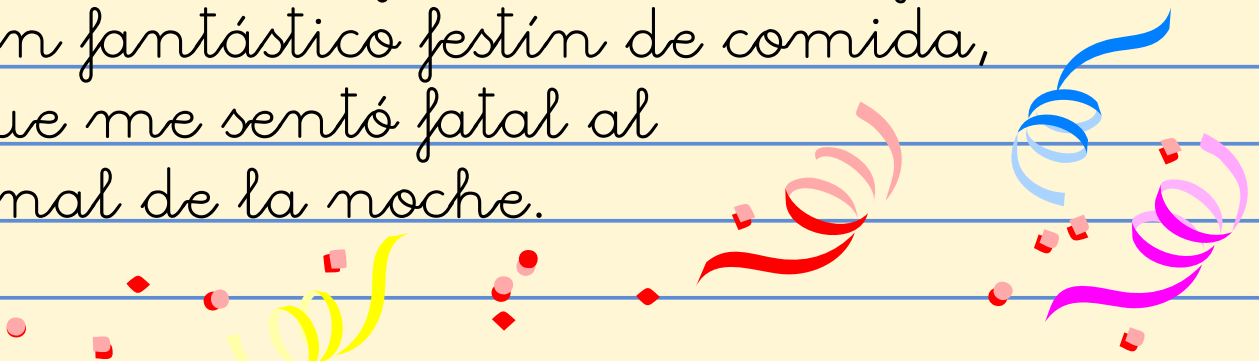 n fantástico festín de comida,
ue me sentó fatal al
nal de la noche.